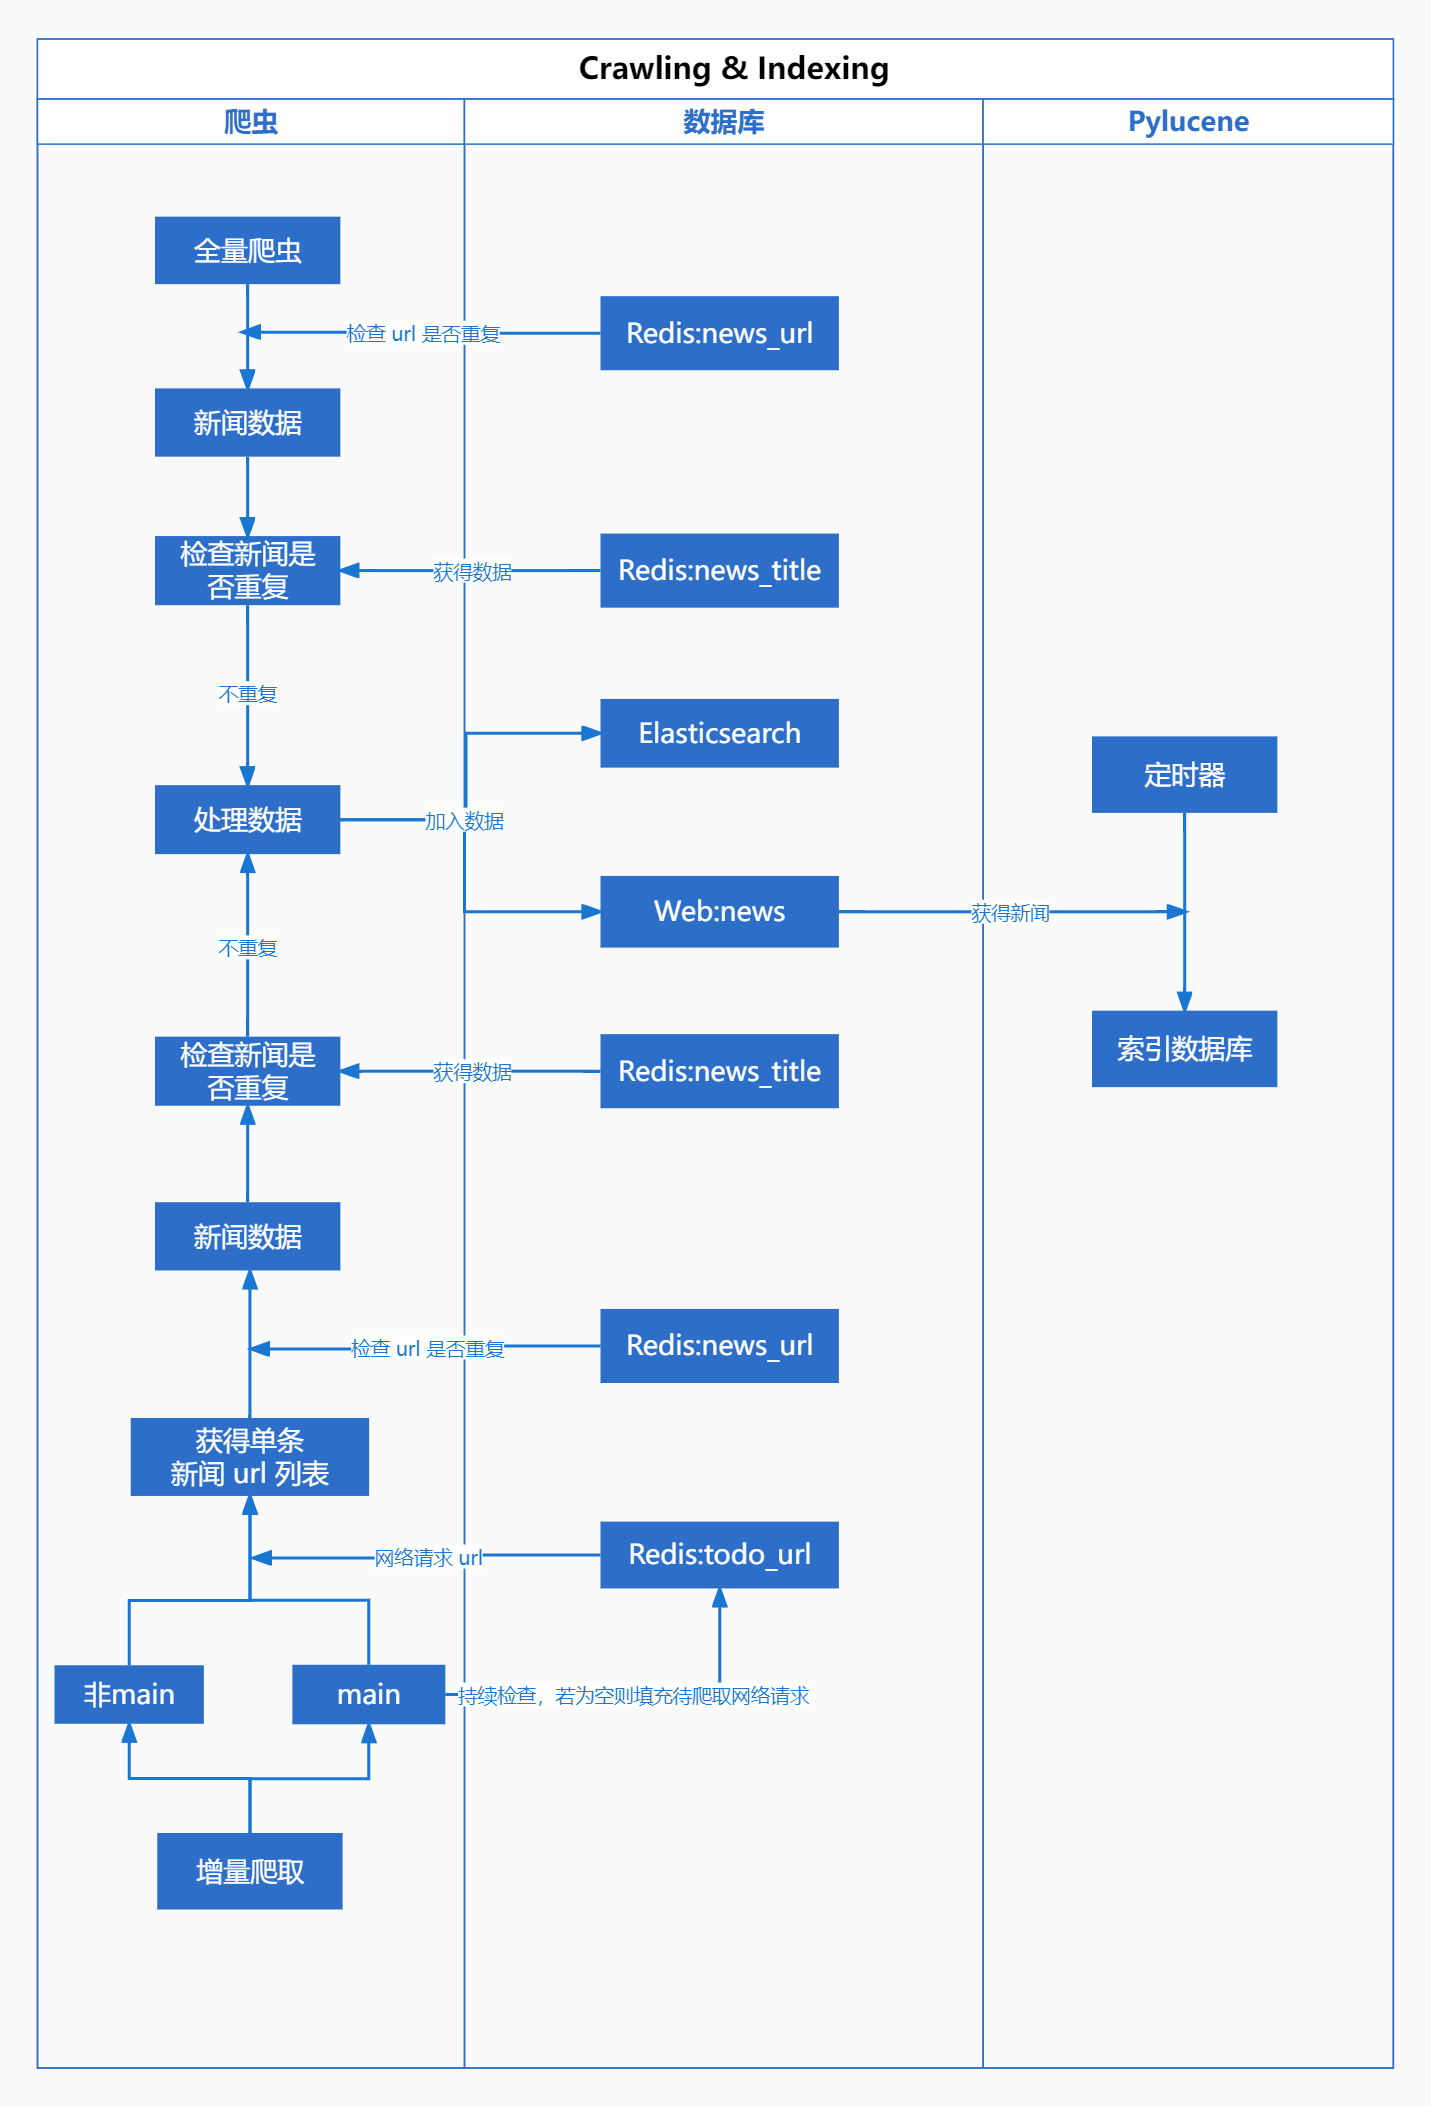 Crawling & Indexing
爬虫
数据库
Pylucene
全量爬虫
检查 url 是否重复
Redis:news_url
新闻数据
检查新闻是
否重复
获得数据
Redis:news_title
不重复
Elasticsearch
定时器
处理数据
加入数据
Web:news
获得新闻
不重复
检查新闻是
否重复
获得数据
Redis:news_title
索引数据库
新闻数据
检查 url 是否重复
Redis:news_url
获得单条
新闻 url 列表
网络请求 url
Redis:todo_url
非main
main
持续检查，若为空则填充待爬取网络请求
增量爬取